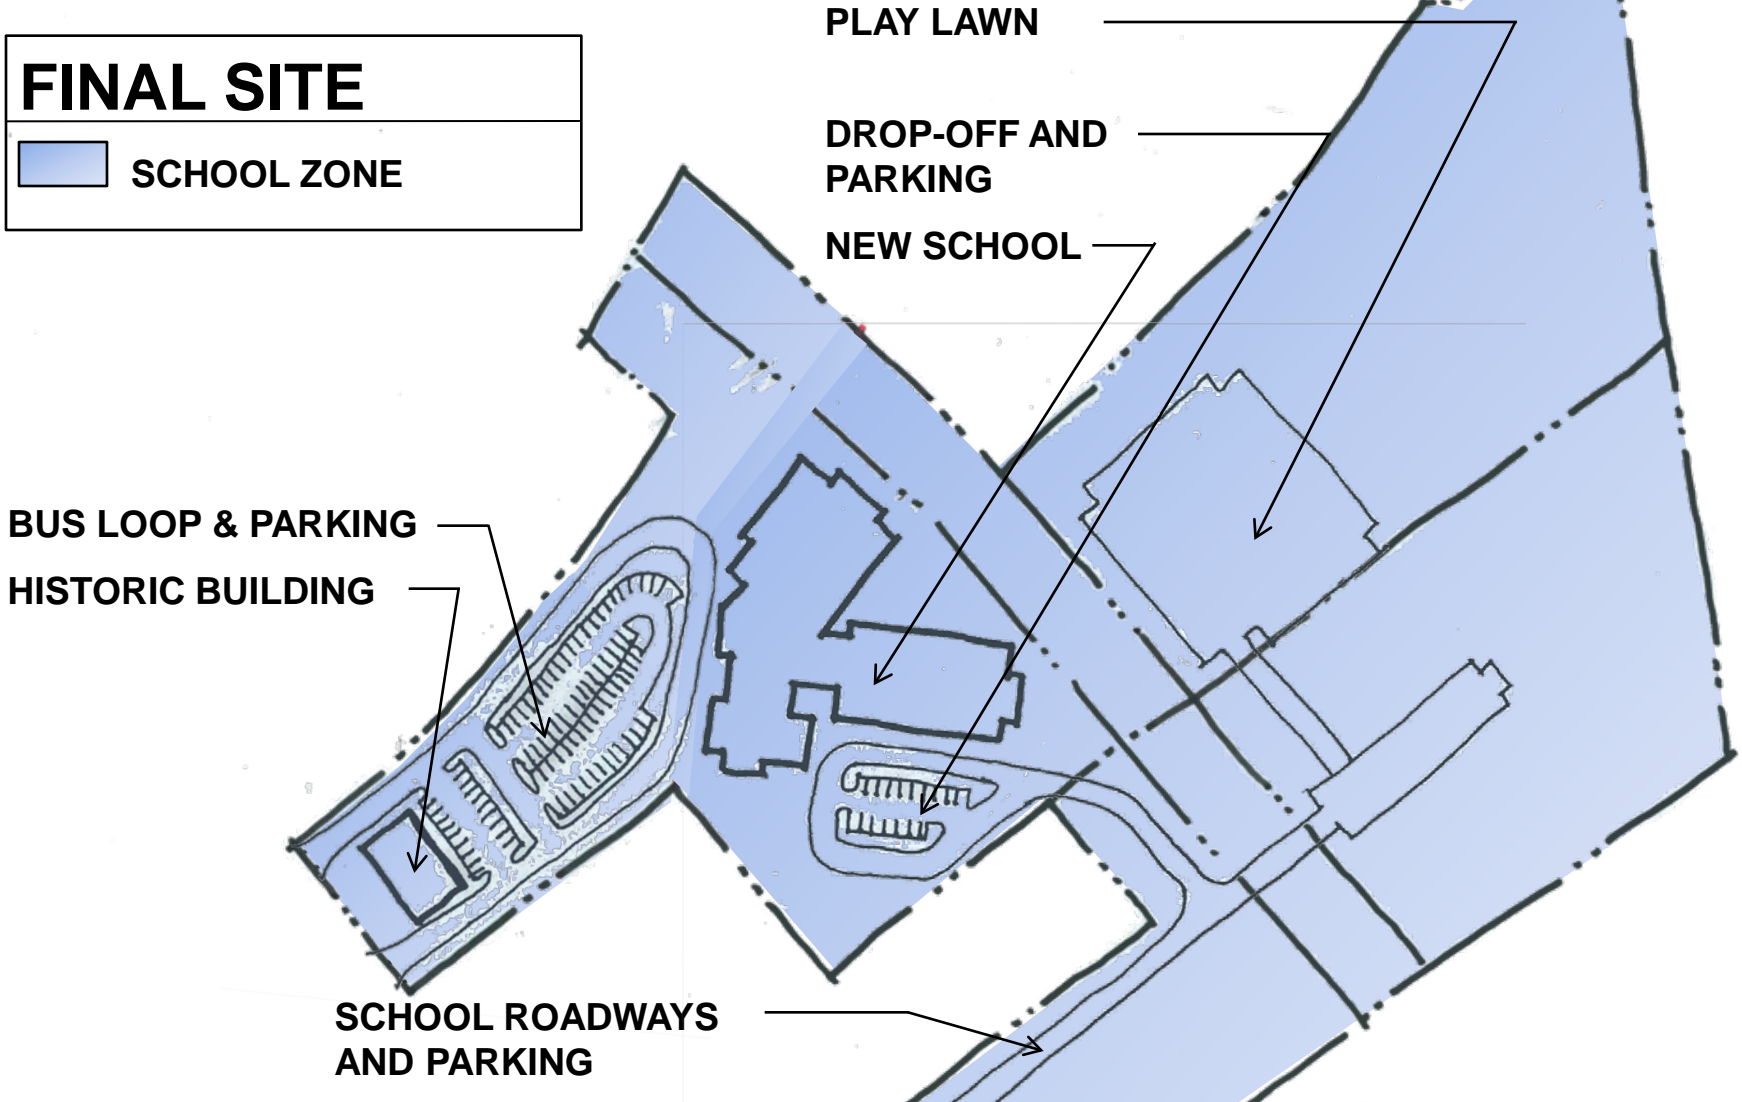 PLAY LAWN
FINAL SITE
SCHOOL ZONE
DROP-OFF AND
PARKING
NEW SCHOOL
BUS LOOP & PARKING
HISTORIC BUILDING
SCHOOL ROADWAYS
AND PARKING